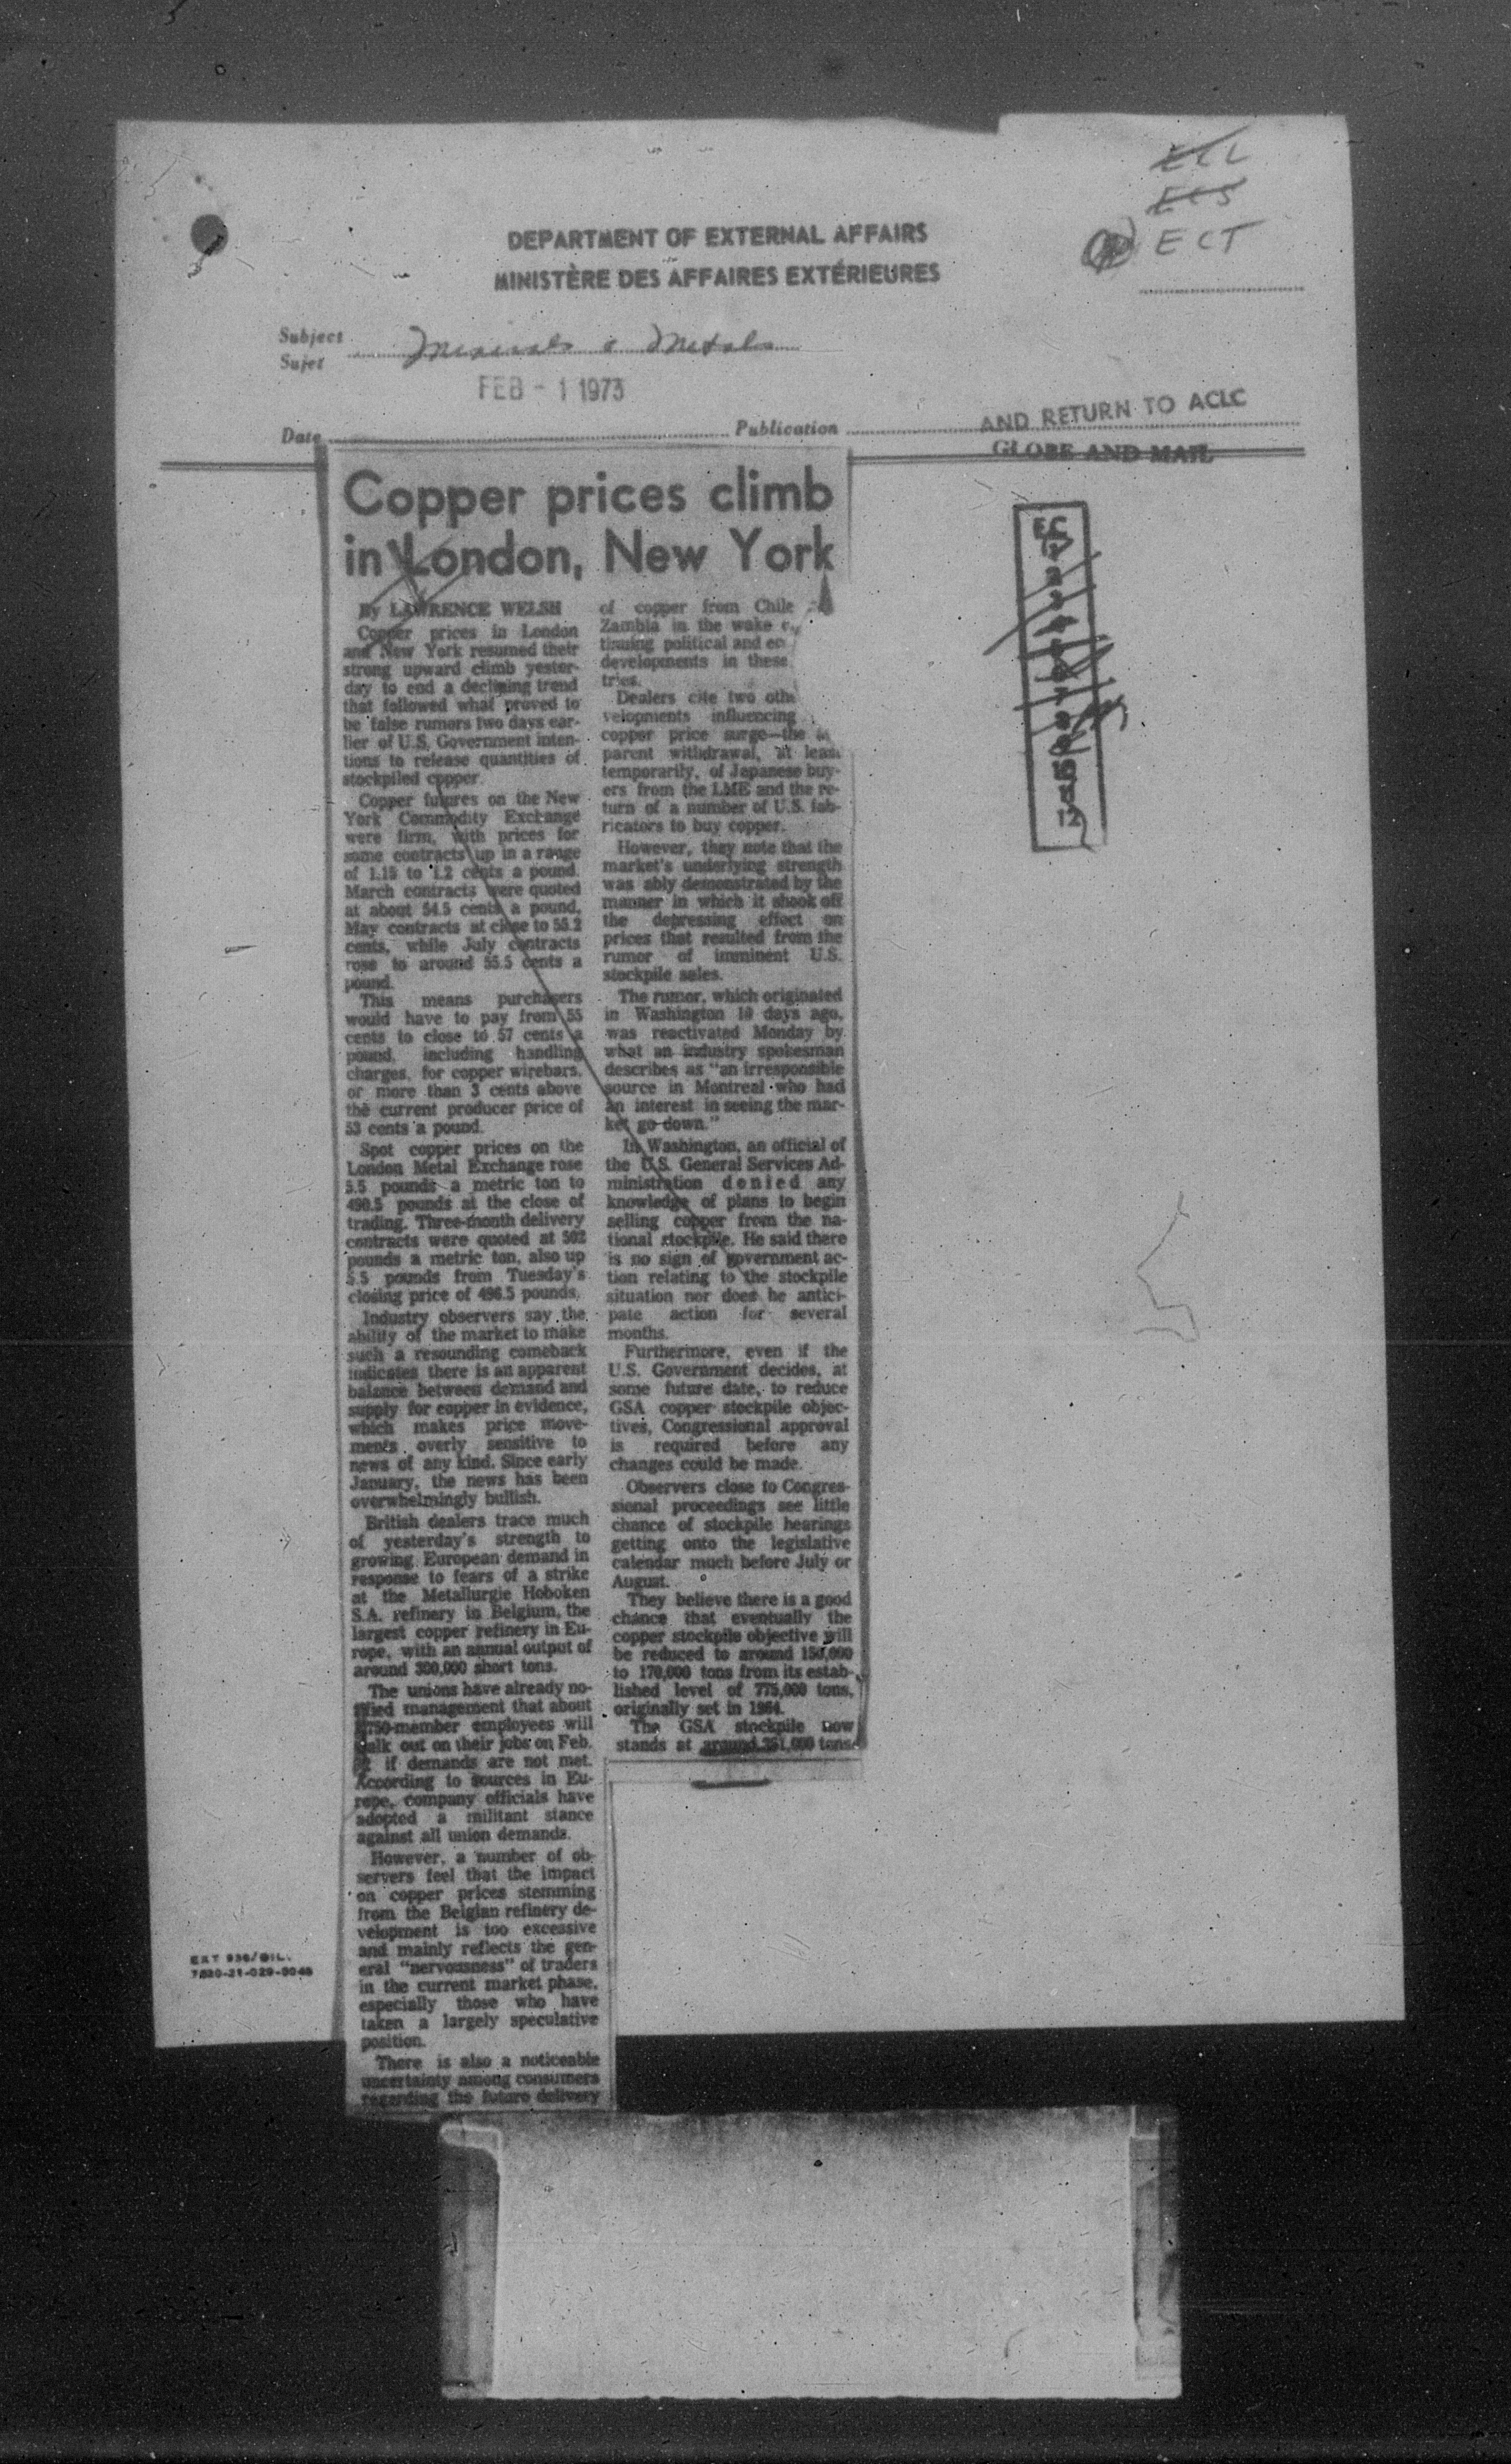 ECL
ECS
ECT
DEPARTMENT OF EXTERNAL AFFAIRS
MINISTÈRE DES AFFAIRES EXTÉRIEURES
Subject
Sujet
Minerals & Metals
FEB - 1 1973
AND RETURN TO ACLC
Date
Publication
GLOBE AND MAIL
Copper prices climb
in London, New York
By LAWRENCE WELSH
Copper prices in London
and New York resumed their
strong upward climb yester-
day to end a declining trend
that followed what proved to
be false rumors two days ear-
lier of U.S. Government inten-
tions to release quantities of
stockpiled copper.
Copper futures on the New
York Commodity Exchange
were firm, with prices for
some contracts up in a range
of 1.15 to 1.2 cents a pound.
March contracts were quoted
at about 54.5 cents a pound,
May contracts at close to 55.2
cents, while July contracts
rose to around 55.5 cents a
pound.
This means purchasers
would have to pay from 55
cents to close to 57 cents a
pound, including handling
charges, for copper wirebars,
or more than 3 cents above
the current producer price of
53 cents a pound.
Spot copper prices on the
London Metal Exchange rose
5.5 pounds a metric ton to
490.5 pounds at the close of
trading. Three-month delivery
contracts were quoted at 502
pounds a metric ton, also up
5.5 pounds from Tuesday's
closing price of 496.5 pounds.
Industry observers say the
ability of the market to make
such a resounding comeback
indicates there is an apparent
balance between demand and
supply for copper in evidence,
which makes price move-
ments overly sensitive to
news of any kind. Since early
January, the news has been
overwhelmingly bullish.
British dealers trace much
of yesterday's strength to
growing European demand in
response to fears of a strike
at the Metallurgie Hoboken
S.A. refinery in Belgium, the
largest copper refinery in Eu-
rope, with an annual output of
around 300,000 short tons.
The unions have already no-
tified management that about
750-member employees will
walk out on their jobs on Feb.
if demands are not met.
According to sources in Eu-
rope, company officials have
adopted a militant stance
against all union demands.
However, a number of ob-
servers feel that the impact
on copper prices stemming
from the Belgian refinery de-
velopment is too excessive
and mainly reflects the gen-
eral "nervousness" of traders
in the current market phase,
especially those who have
taken a largely speculative
position.
There is also a noticeable
uncertainty among consumers
regarding the future delivery
of copper from Chile
Zambia in the wake
tinuing political and
developments in these
tries.
Dealers cite two
velopments influencing
copper price surge—the
parent withdrawal, at least
temporarily, of Japanese buy-
ers from the LME and the re-
turn of a number of U.S. fab-
ricators to buy copper.
However, they note that the
market's underlying strength
was ably demonstrated by the
manner in which it shook off
the depressing effect on
prices that resulted from the
rumor of imminent U.S.
stockpile sales.
The rumor, which originated
in Washington 10 days ago,
was reactivated Monday by
what an industry spokesman
describes as "an irresponsible
source in Montreal who had
an interest in seeing the mar-
ket go down."
In Washington, an official of
the U.S. General Services Ad-
ministration denied any
knowledge of plans to begin
selling copper from the na-
tional stockpile. He said there
is no sign of government ac-
tion relating to the stockpile
situation nor does he antici-
pate action for several
months.
Furthermore, even if the
U.S. Government decides, at
some future date, to reduce
GSA copper stockpile objec-
tives, Congressional approval
is required before any
changes could be made.
Observers close to Congres-
sional proceedings see little
chance of stockpile hearings
getting onto the legislative
calendar much before July or
August.
They believe there is a good
chance that eventually the
copper stockpile objective will
be reduced to around 150,000
to 170,000 tons from its estab-
lished level of 775,000 tons,
originally set in 1964.
The GSA stockpile now
stands at around 251,000 tons.
EXT 936/BIL.
7530-21-029-5046
12